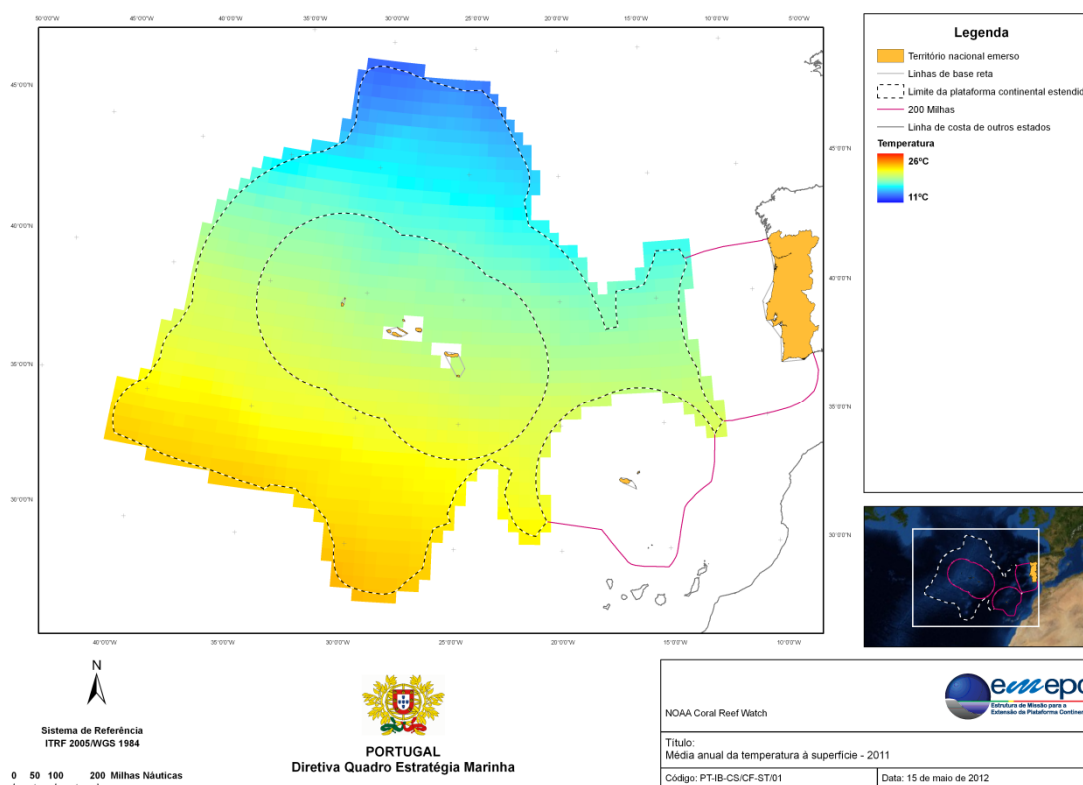 50°0'0"W 45°0'0"W 40°0'0"W 35°0'0"W 30°0'0"W 25°0'0"W 20°0'0"W 15°0'0"W 10°0'0"W 5°0'0"W
45°0'0"N
40°0'0"N
35°0'0"N
30°0'0"N
45°0'0"N
40°0'0"N
35°0'0"N
30°0'0"N
40°0'0"W 35°0'0"W 30°0'0"W 25°0'0"W 20°0'0"W 15°0'0"W 10°0'0"W
Legenda
Território nacional emerso
Linhas de base reta
Limite da plataforma continental estendid
200 Milhas
Linha de costa de outros estados
Temperatura
26ºC
11ºC
N
Sistema de Referência
ITRF 2005/WGS 1984
0 50 100 200 Milhas Náuticas
PORTUGAL
Diretiva Quadro Estratégia Marinha
NOAA Coral Reef Watch
emepc
Estrutura de Missão para a
Extensão da Plataforma Continen
Título:
Média anual da temperatura à superfície - 2011
Código: PT-IB-CS/CF-ST/01
Data: 15 de maio de 2012